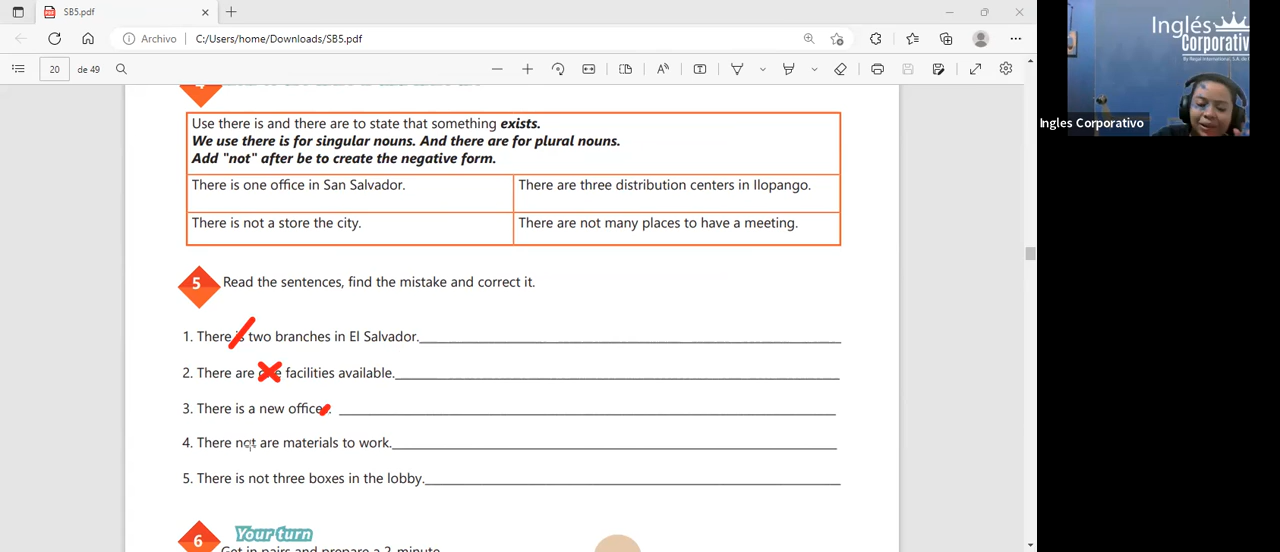 SB5.pdf
Archivo
C:/Users/home/Downloads/SB5.pdf
20
de 49
4
Use there is and there are to state that something exists.
We use there is for singular nouns. And there are for plural nouns.
Add "not" after be to create the negative form.
There is one office in San Salvador.
There are three distribution centers in Ilopango.
There is not a store the city.
There are not many places to have a meeting.
5
Read the sentences, find the mistake and correct it.
1. There is two branches in El Salvador.
2. There are facilities available.
3. There is a new office
4. There not are materials to work.
5. There is not three boxes in the lobby.
6
Your turn
Get in pairs and prepare a 2-minute
Inglés
Corporativ
By Regal International, S.A. de
Ingles Corporativo